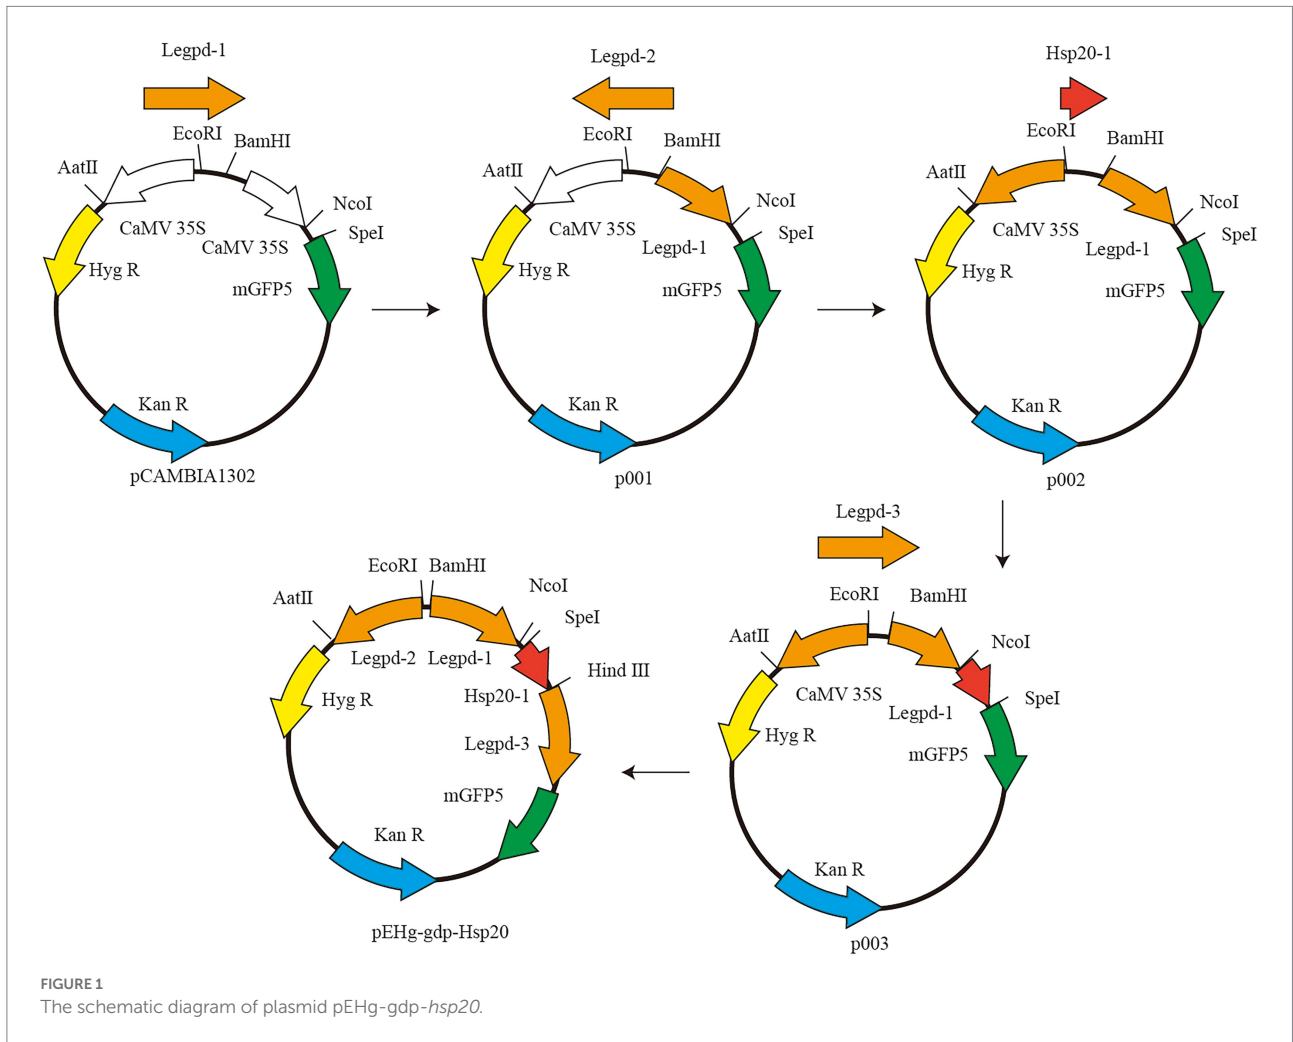 Legpd-1
EcoRI
BamHI
AatII
NcoI
SpeI
CaMV 35S
CaMV 35S
Hyg R
mGFP5
Kan R
pCAMBIA1302
Legpd-2
EcoRI
BamHI
AatII
NcoI
SpeI
CaMV 35S
Legpd-1
Hyg R
mGFP5
Kan R
p001
Hsp20-1
EcoRI
BamHI
AatII
NcoI
SpeI
CaMV 35S
Legpd-1
Hyg R
mGFP5
Kan R
p002
Legpd-3
EcoRI
BamHI
AatII
NcoI
SpeI
CaMV 35S
Legpd-1
Hyg R
mGFP5
Kan R
p003
EcoRI
BamHI
AatII
NcoI
SpeI
Legpd-2
Legpd-1
Hind III
Hyg R
Hsp20-1
Legpd-3
mGFP5
Kan R
pEHg-gdp-Hsp20
FIGURE 1
The schematic diagram of plasmid pEHg-gdp-hsp20.